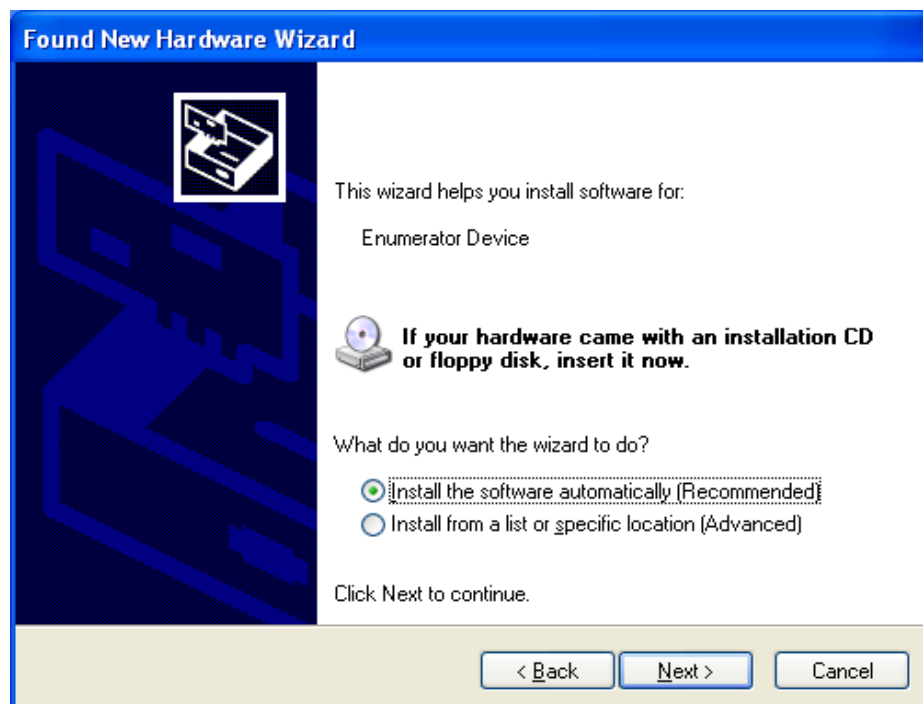 Found New Hardware Wizard
This wizard helps you install software for:
Enumerator Device
If your hardware came with an installation CD
or floppy disk, insert it now.
What do you want the wizard to do?
Install the software automatically (Recommended)
Install from a list or specific location (Advanced)
Click Next to continue.
< Back Next > Cancel